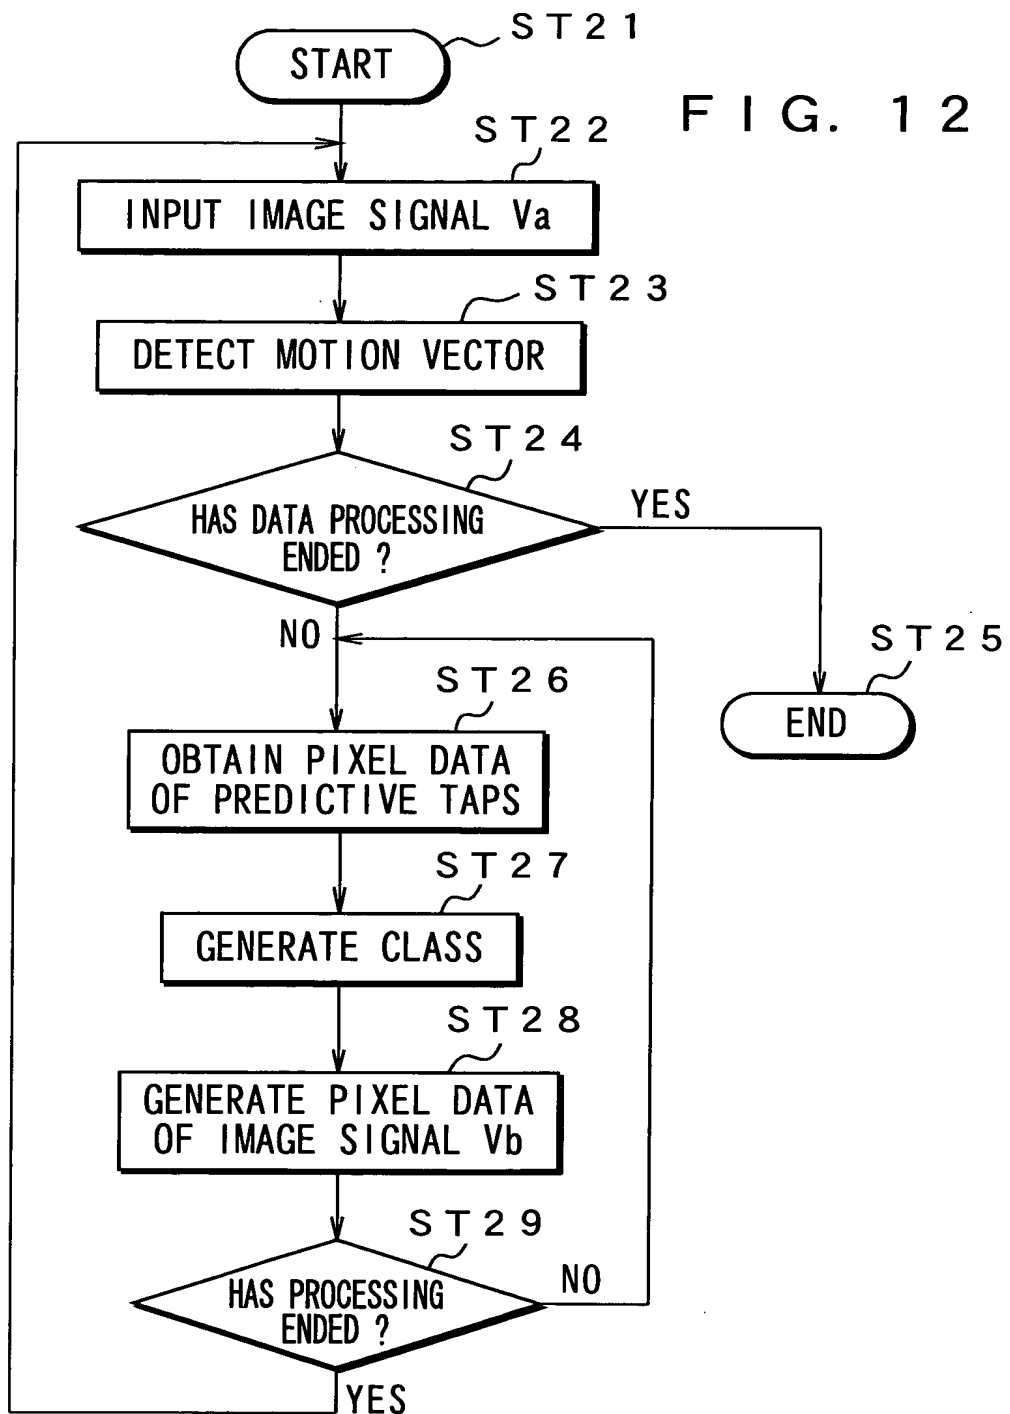 ST21
START
FIG. 12
ST22
INPUT IMAGE SIGNAL Va
ST23
DETECT MOTION VECTOR
ST24
HAS DATA PROCESSING
ENDED ?
YES
NO
ST25
END
ST26
OBTAIN PIXEL DATA
OF PREDICTIVE TAPS
ST27
GENERATE CLASS
ST28
GENERATE PIXEL DATA
OF IMAGE SIGNAL Vb
ST29
HAS PROCESSING
ENDED ?
NO
YES